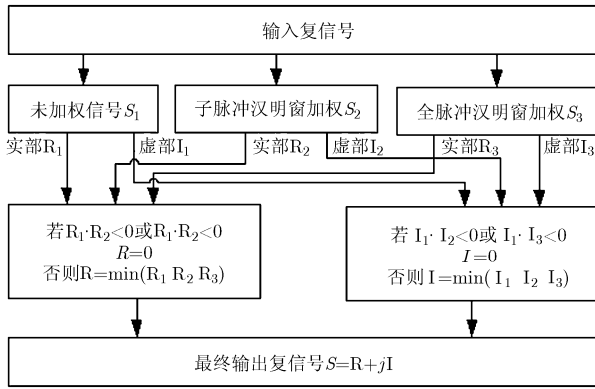 输入复信号
未加权信号S₁
子脉冲汉明窗加权S₂
全脉冲汉明窗加权S₃
实部R₁
虚部I₁
实部R₂
虚部I₂
实部R₃
虚部I₃
若R₁·R₂<0或R₁·R₂<0
R=0
否则R=min(R₁ R₂ R₃)
若 I₁· I₂<0或 I₁· I₃<0
I=0
否则 I=min( I₁ I₂ I₃)
最终输出复信号S=R+jI